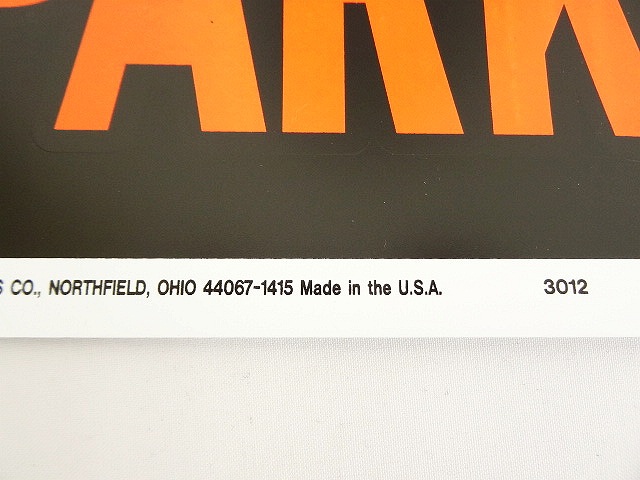 PARK
CO., NORTHFIELD, OHIO 44067-1415 Made in the U.S.A. 3012